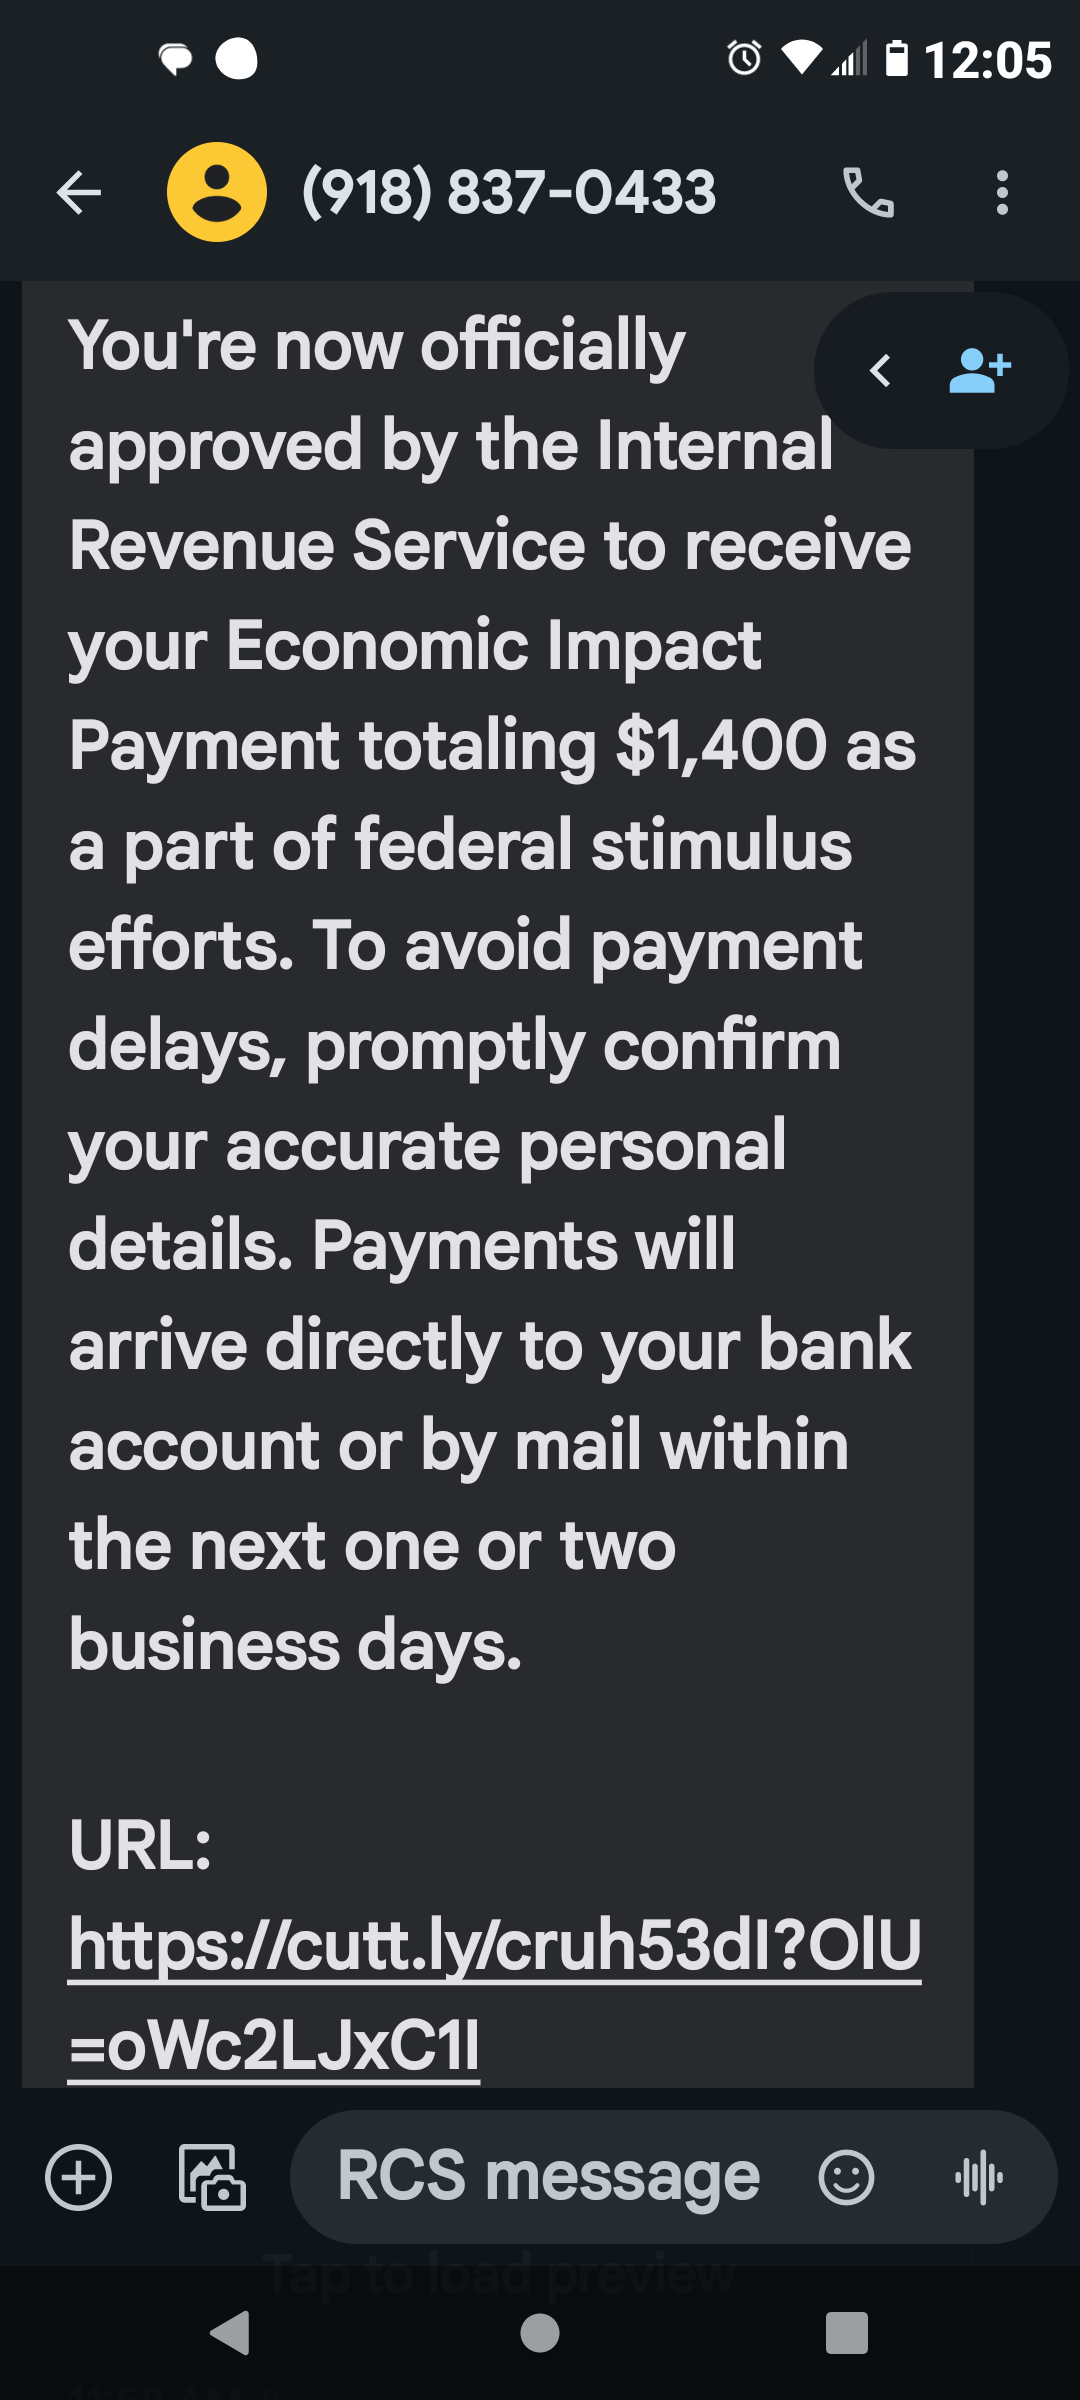 12:05
(918) 837-0433
You're now officially
approved by the Internal
Revenue Service to receive
your Economic Impact
Payment totaling $1,400 as
a part of federal stimulus
efforts. To avoid payment
delays, promptly confirm
your accurate personal
details. Payments will
arrive directly to your bank
account or by mail within
the next one or two
business days.
URL:
https://cutt.ly/cruh53dI?OlU
=oWc2LJxC1l
RCS message
Tap to load preview